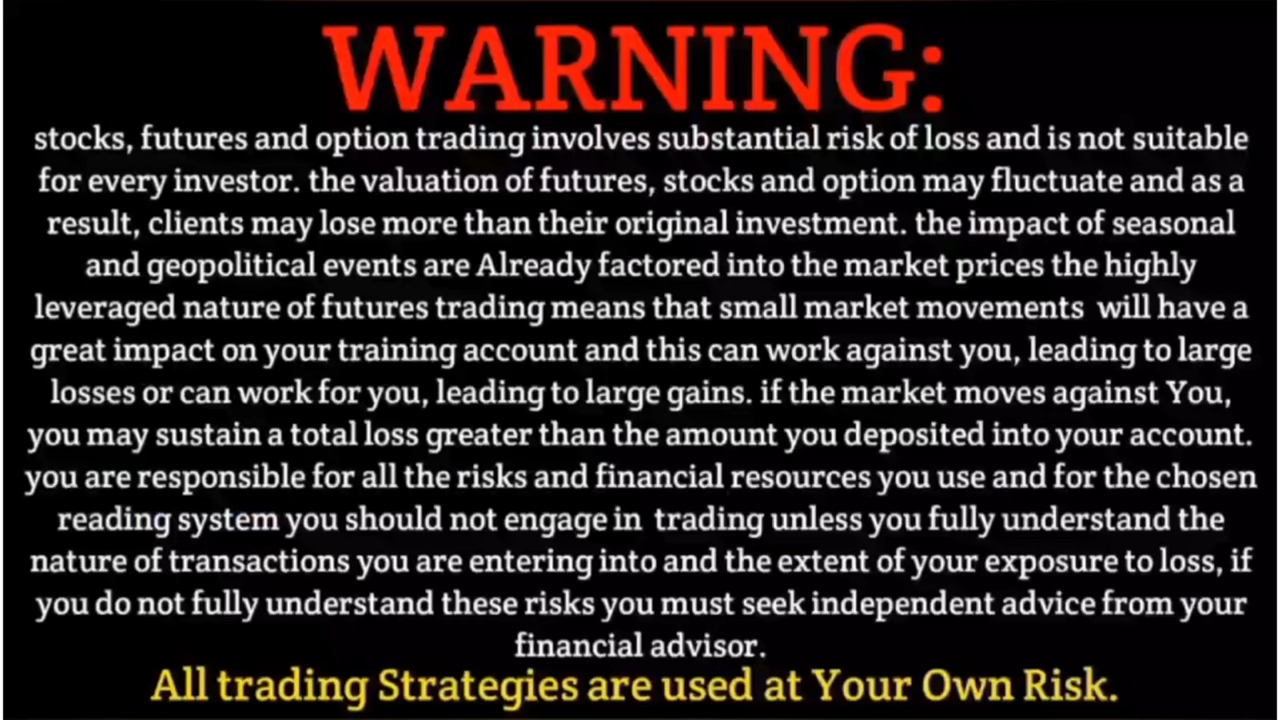 WARNING:
stocks, futures and option trading involves substantial risk of loss and is not suitable
for every investor. the valuation of futures, stocks and option may fluctuate and as a
result, clients may lose more than their original investment. the impact of seasonal
and geopolitical events are Already factored into the market prices the highly
leveraged nature of futures trading means that small market movements will have a
great impact on your training account and this can work against you, leading to large
losses or can work for you, leading to large gains. if the market moves against You,
you may sustain a total loss greater than the amount you deposited into your account.
you are responsible for all the risks and financial resources you use and for the chosen
reading system you should not engage in trading unless you fully understand the
nature of transactions you are entering into and the extent of your exposure to loss, if
you do not fully understand these risks you must seek independent advice from your
financial advisor.
All trading Strategies are used at Your Own Risk.